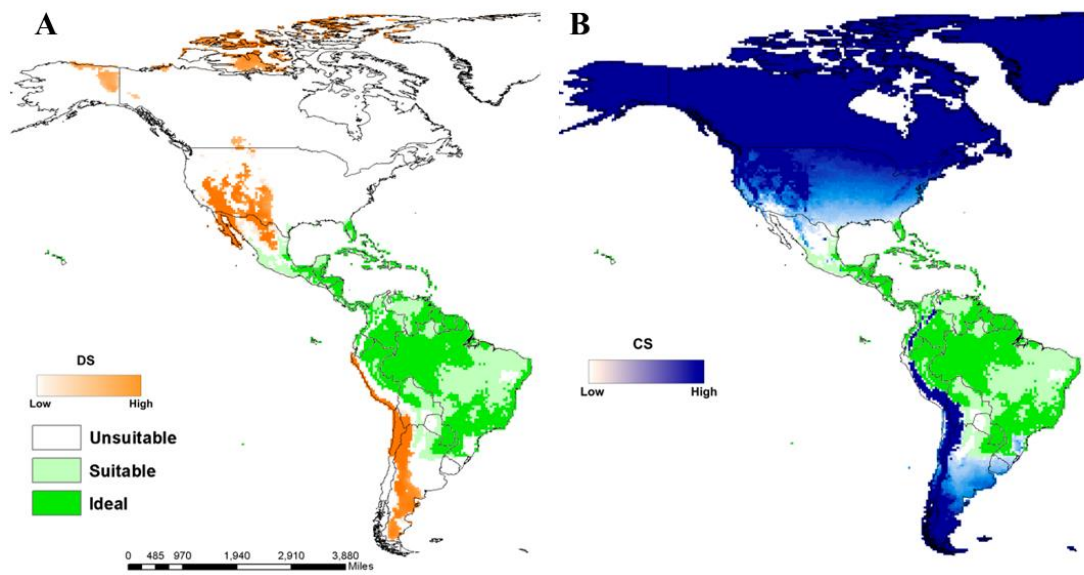 A
B
DS
Low High
Unsuitable
Suitable
Ideal
0 485 970 1,940 2,910 3,880
Miles
CS
Low High